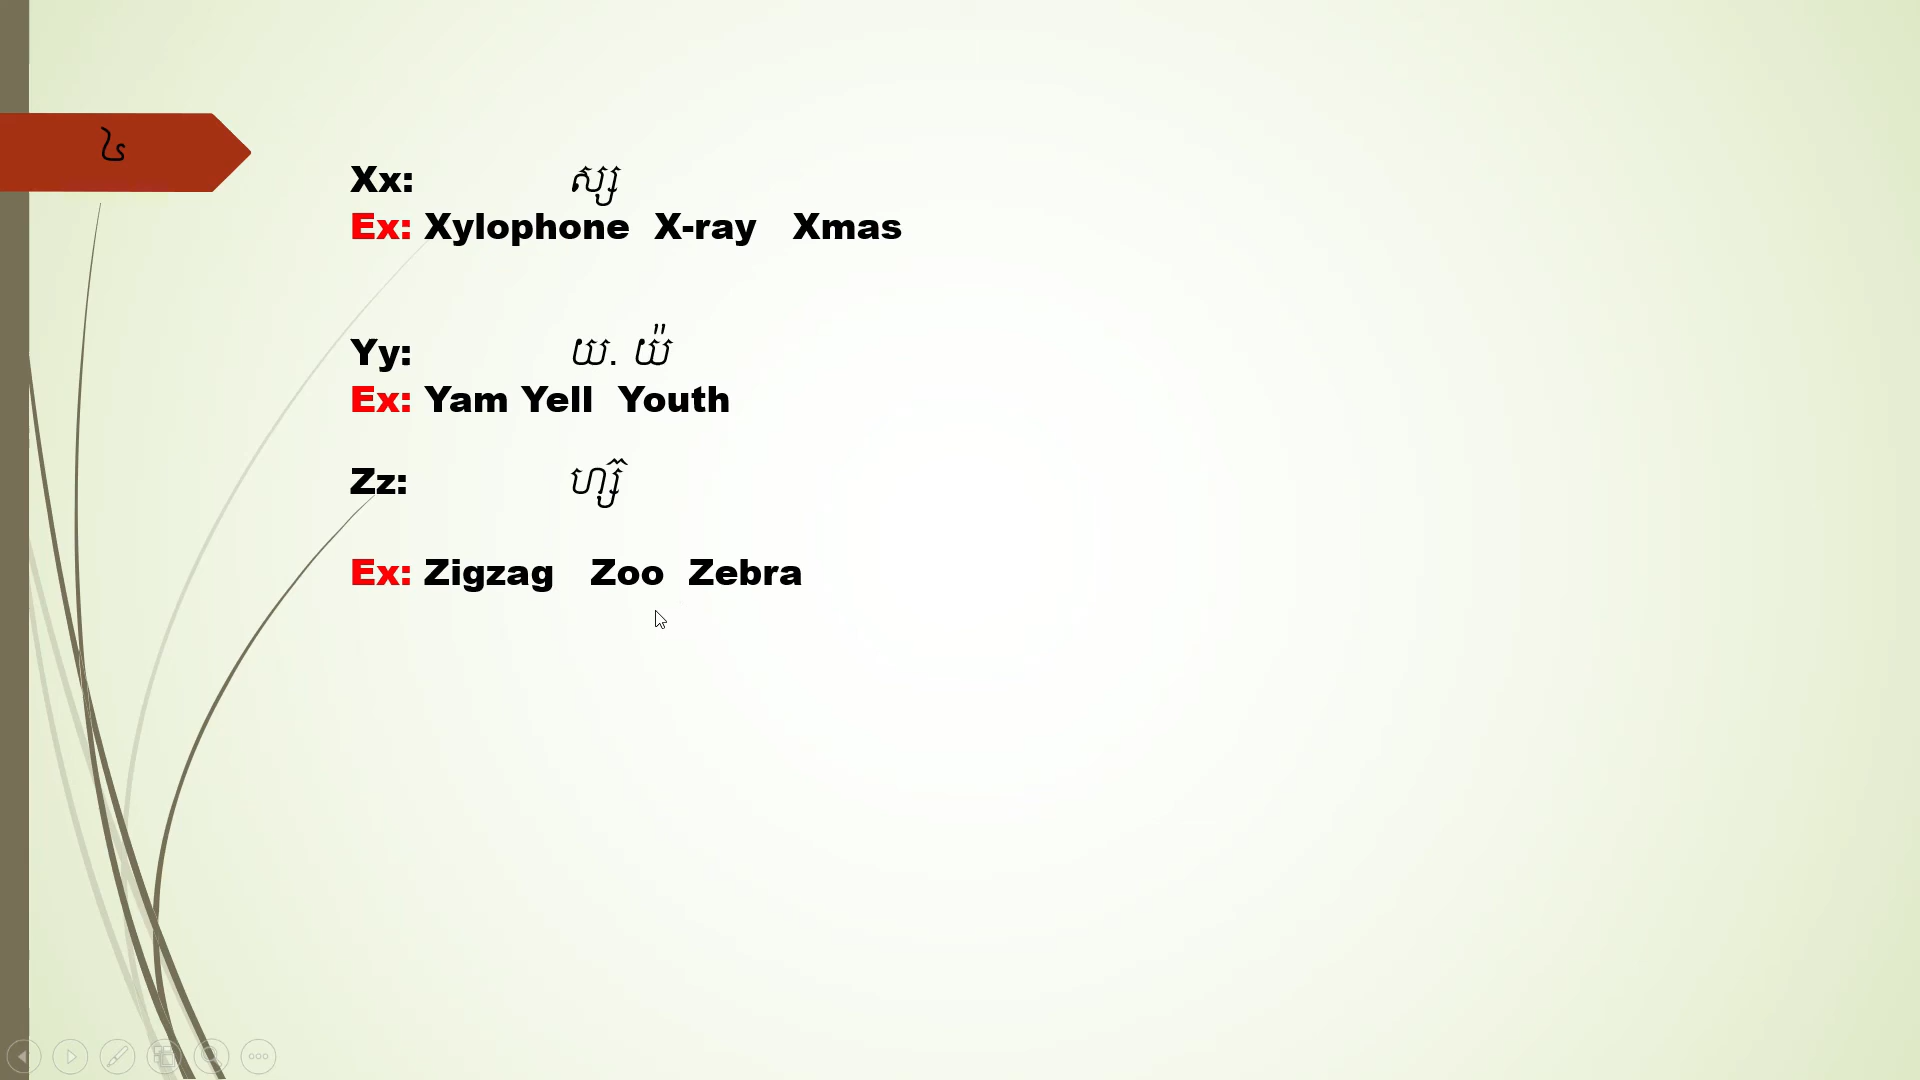 ៤
Xx: ស្ស
Ex: Xylophone X-ray Xmas
Yy: យ. យ៉
Ex: Yam Yell Youth
Zz: ហ្ស៊
Ex: Zigzag Zoo Zebra